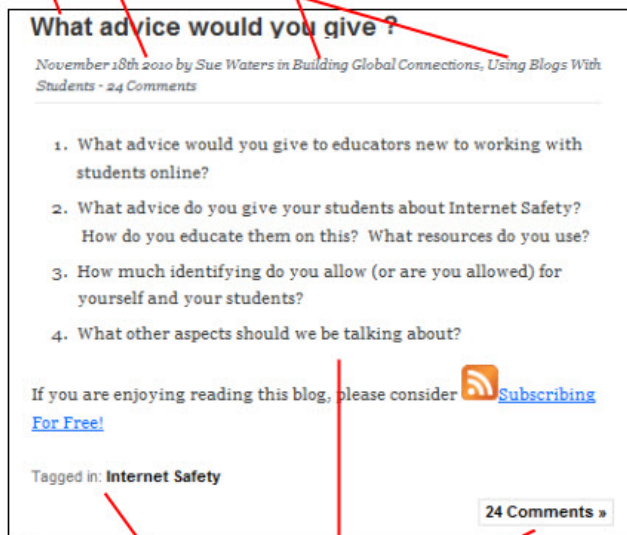 What advice would you give ?
November 18th 2010 by Sue Waters in Building Global Connections, Using Blogs With
Students - 24 Comments
1. What advice would you give to educators new to working with
students online?
2. What advice do you give your students about Internet Safety?
How do you educate them on this? What resources do you use?
3. How much identifying do you allow (or are you allowed) for
yourself and your students?
4. What other aspects should we be talking about?
If you are enjoying reading this blog, please consider Subscribing
For Free!
Tagged in: Internet Safety
24 Comments »